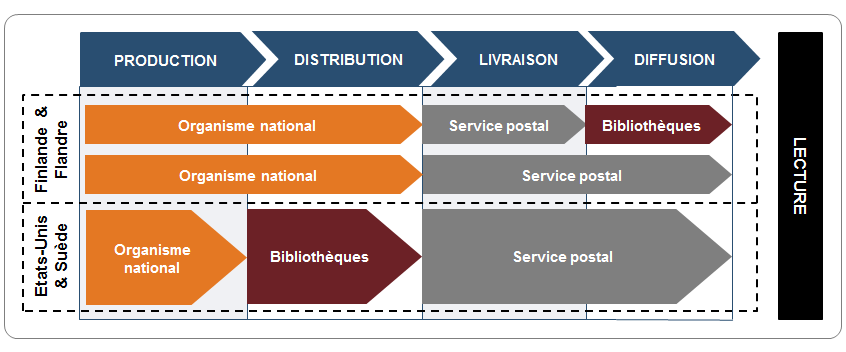 PRODUCTION
DISTRIBUTION
LIVRAISON
DIFFUSION
Finlande &
Flandre
Organisme national
Service postal
Bibliothèques
Organisme national
Service postal
Etats-Unis
& Suède
Organisme
national
Bibliothèques
Service postal
LECTURE